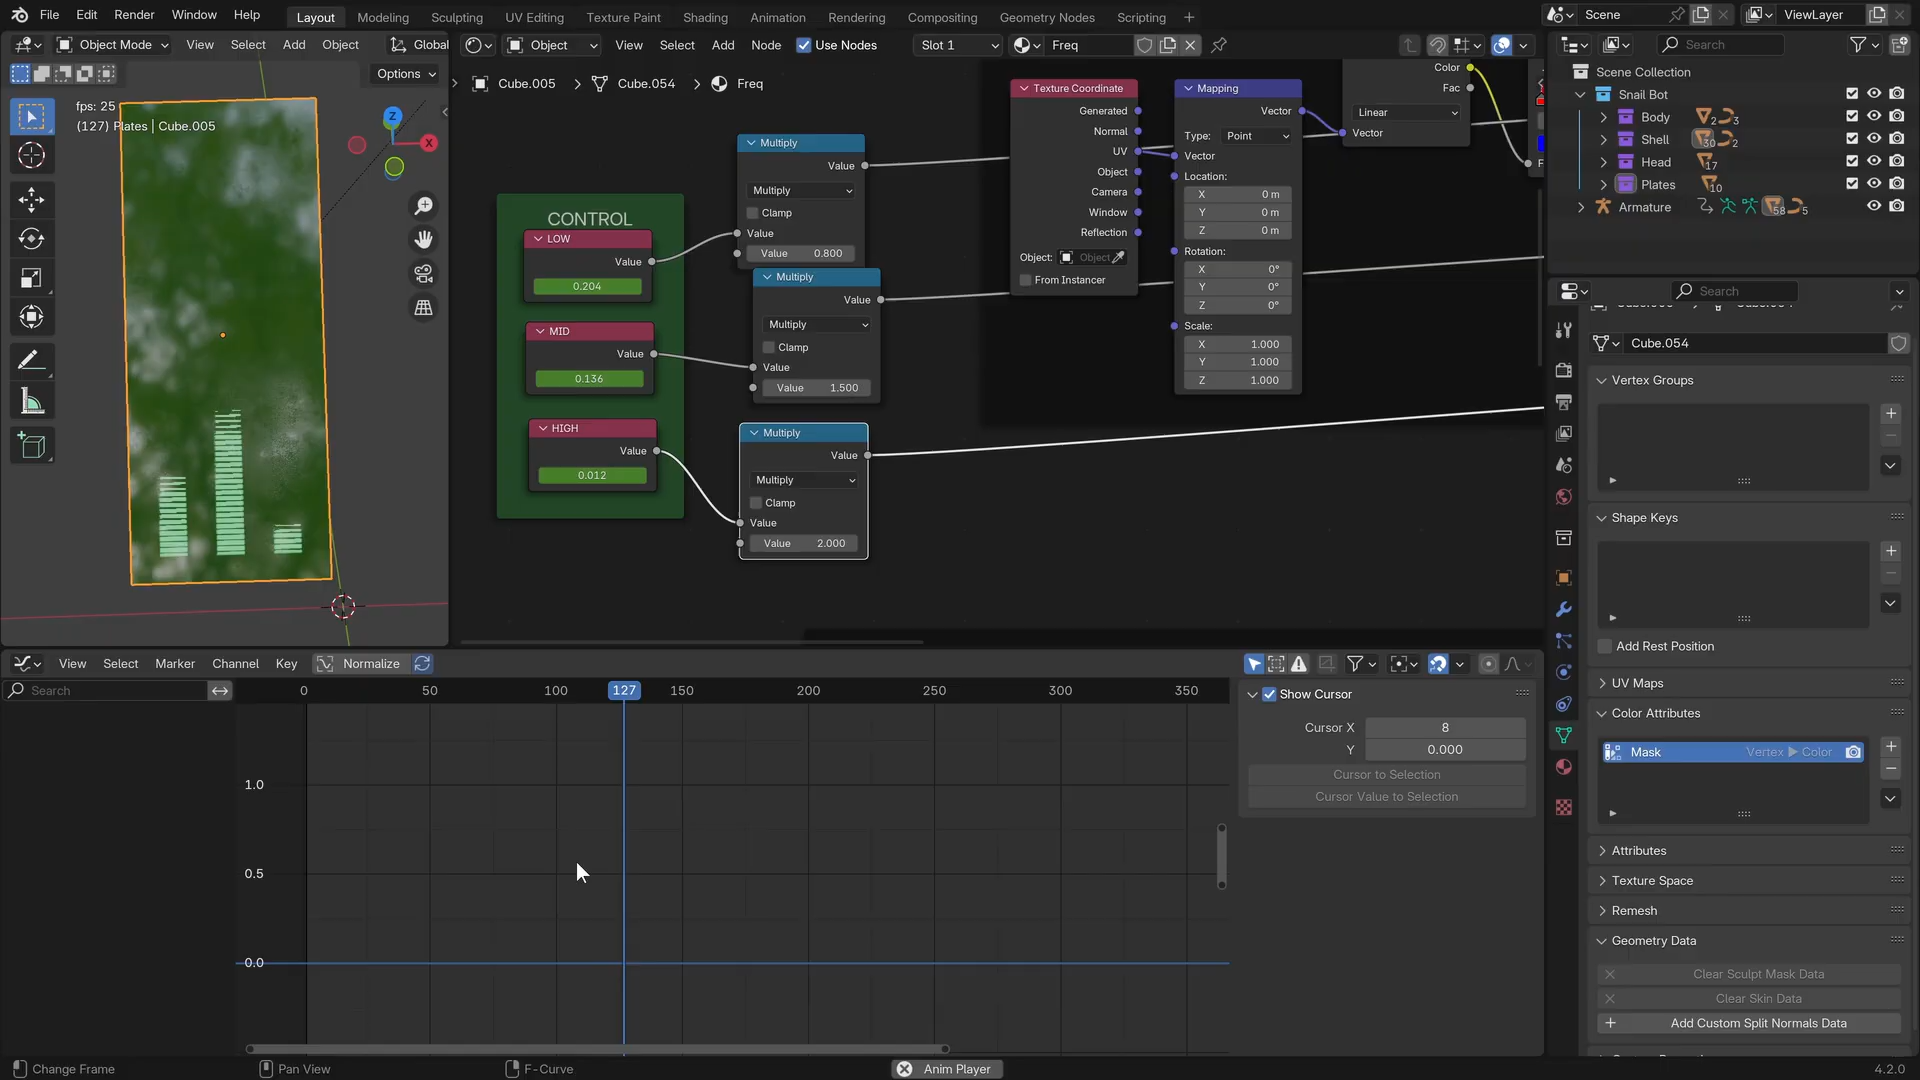 File Edit Render Window Help Layout Modeling Sculpting UV Editing Texture Paint Shading Animation Rendering Compositing Geometry Nodes Scripting + Scene ViewLayer
Object Mode View Select Add Object Global Object View Select Add Node Use Nodes Slot 1 Freq Search
Options
Cube.005 Cube.054 Freq
fps: 25
(127) Plates | Cube.005
Z
X
CONTROL
LOW
Value
0.204
MID
Value
0.136
HIGH
Value
0.012
Multiply
Value
Multiply
Clamp
Value
Value 0.800
Multiply
Value
Multiply
Clamp
Value
Value 1.500
Multiply
Value
Multiply
Clamp
Value
Value 2.000
Texture Coordinate
Generated
Normal
UV
Object
Camera
Window
Reflection
Object: Object
From Instancer
Mapping
Vector
Type: Point
Vector
Location:
X 0 m
Y 0 m
Z 0 m
Rotation:
X 0°
Y 0°
Z 0°
Scale:
X 1.000
Y 1.000
Z 1.000
Color
Fac
Linear
Vector
Scene Collection
Snail Bot
Body 2 3
Shell 30 2
Head 17
Plates 10
Armature 58 5
Search
Cube.054
Vertex Groups
Shape Keys
Add Rest Position
UV Maps
Color Attributes
Mask Vertex ▶ Color
Attributes
Texture Space
Remesh
Geometry Data
Clear Sculpt Mask Data
Clear Skin Data
Add Custom Split Normals Data
View Select Marker Channel Key Normalize
Search
0 50 100 127 150 200 250 300 350
1.0
0.5
0.0
Show Cursor
Cursor X 8
Y 0.000
Cursor to Selection
Cursor Value to Selection
Change Frame Pan View F-Curve Anim Player 4.2.0